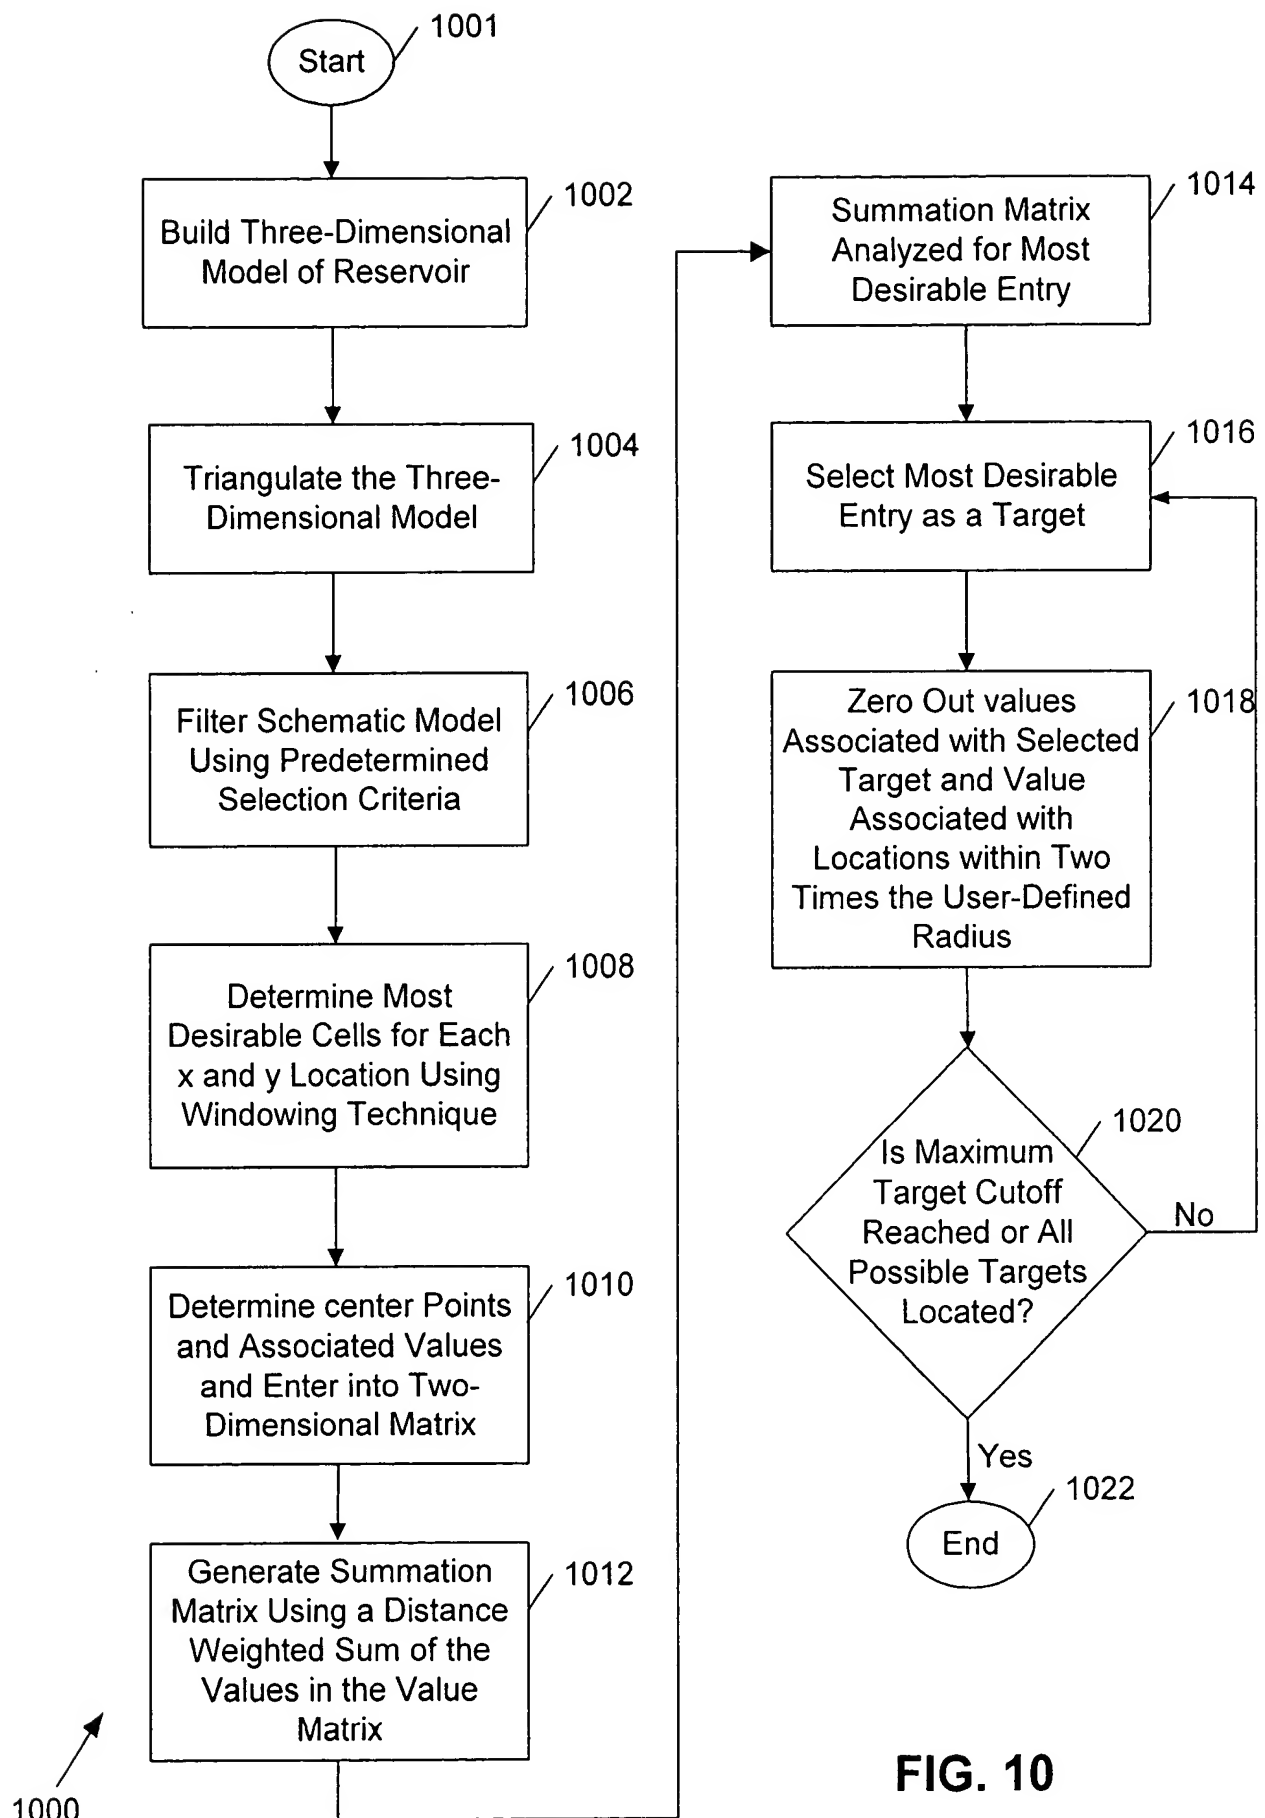 1001
Start
1002
Build Three-Dimensional
Model of Reservoir
1004
Triangulate the Three-
Dimensional Model
1006
Filter Schematic Model
Using Predetermined
Selection Criteria
1008
Determine Most
Desirable Cells for Each
x and y Location Using
Windowing Technique
1010
Determine center Points
and Associated Values
and Enter into Two-
Dimensional Matrix
1012
Generate Summation
Matrix Using a Distance
Weighted Sum of the
Values in the Value
Matrix
1000
1014
Summation Matrix
Analyzed for Most
Desirable Entry
1016
Select Most Desirable
Entry as a Target
1018
Zero Out values
Associated with Selected
Target and Value
Associated with
Locations within Two
Times the User-Defined
Radius
1020
Is Maximum
Target Cutoff
Reached or All
Possible Targets
Located?
No
Yes
1022
End
FIG. 10